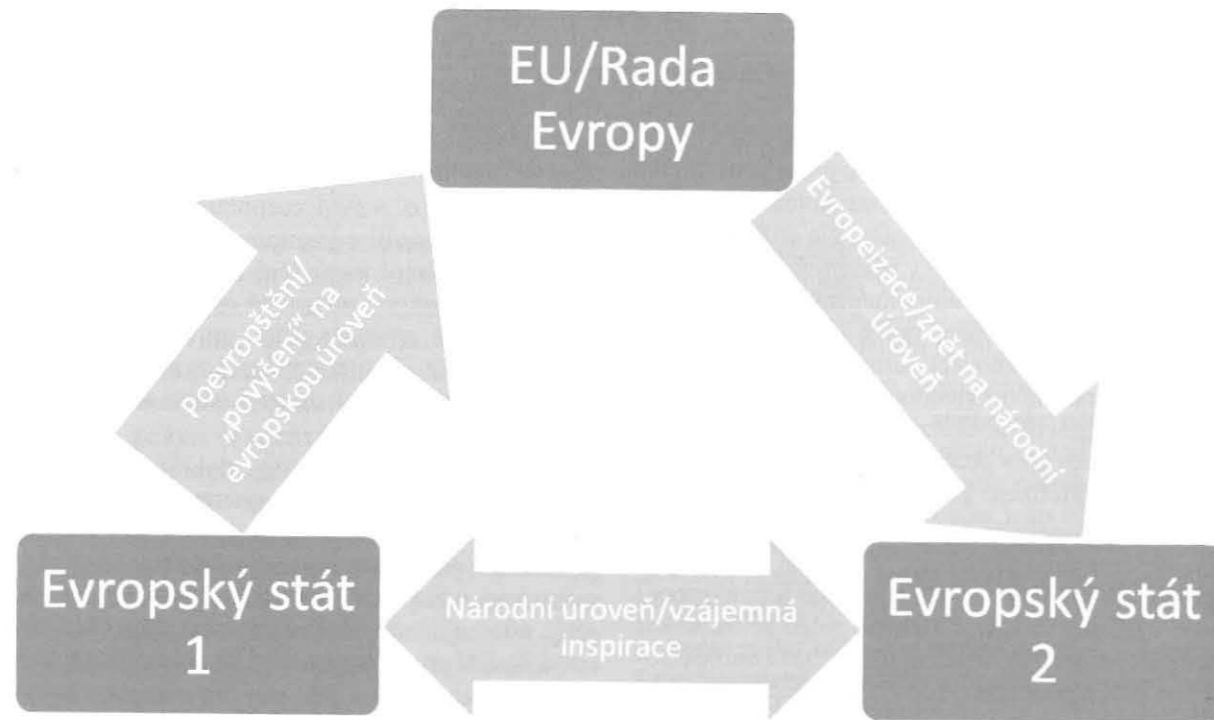 EU/Rada
Evropy
Poevropštění/
„povýšení“ na
evropskou úroveň
Evropeizace/zpět na národní
úroveň
Evropský stát
1
Národní úroveň/vzájemná
inspirace
Evropský stát
2